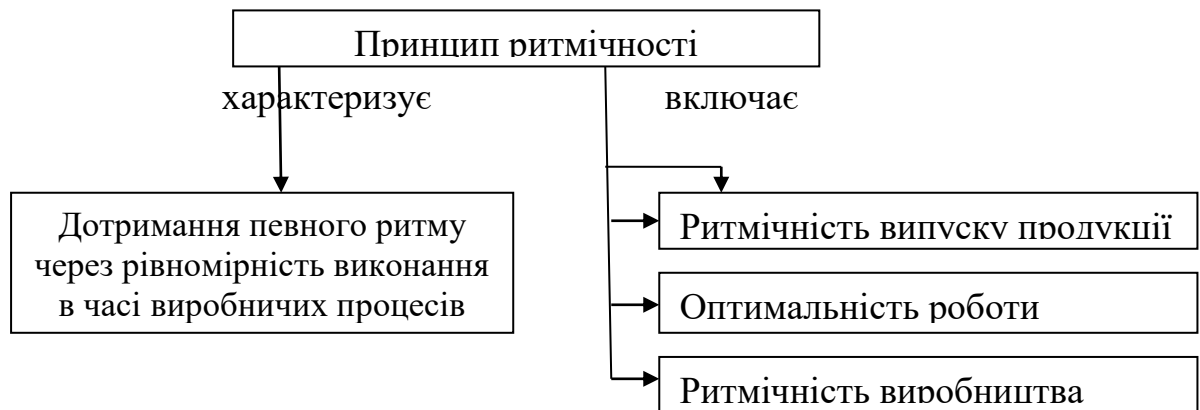 Принцип ритмічності
характеризує
включає
Дотримання певного ритму
через рівномірність виконання
в часі виробничих процесів
Ритмічність випуску продукції
Оптимальність роботи
Ритмічність виробництва